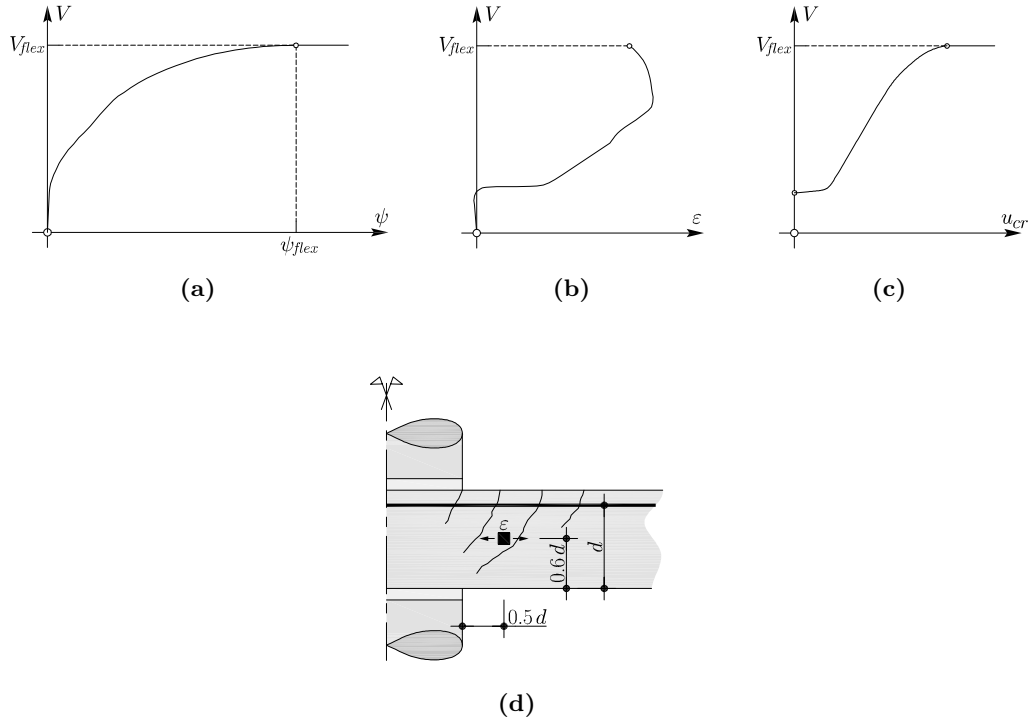 V
V_flex
ψ
ψ_flex
(a)
V
V_flex
ε
(b)
V
V_flex
u_cr
(c)
ε
0.6 d
d
0.5 d
(d)